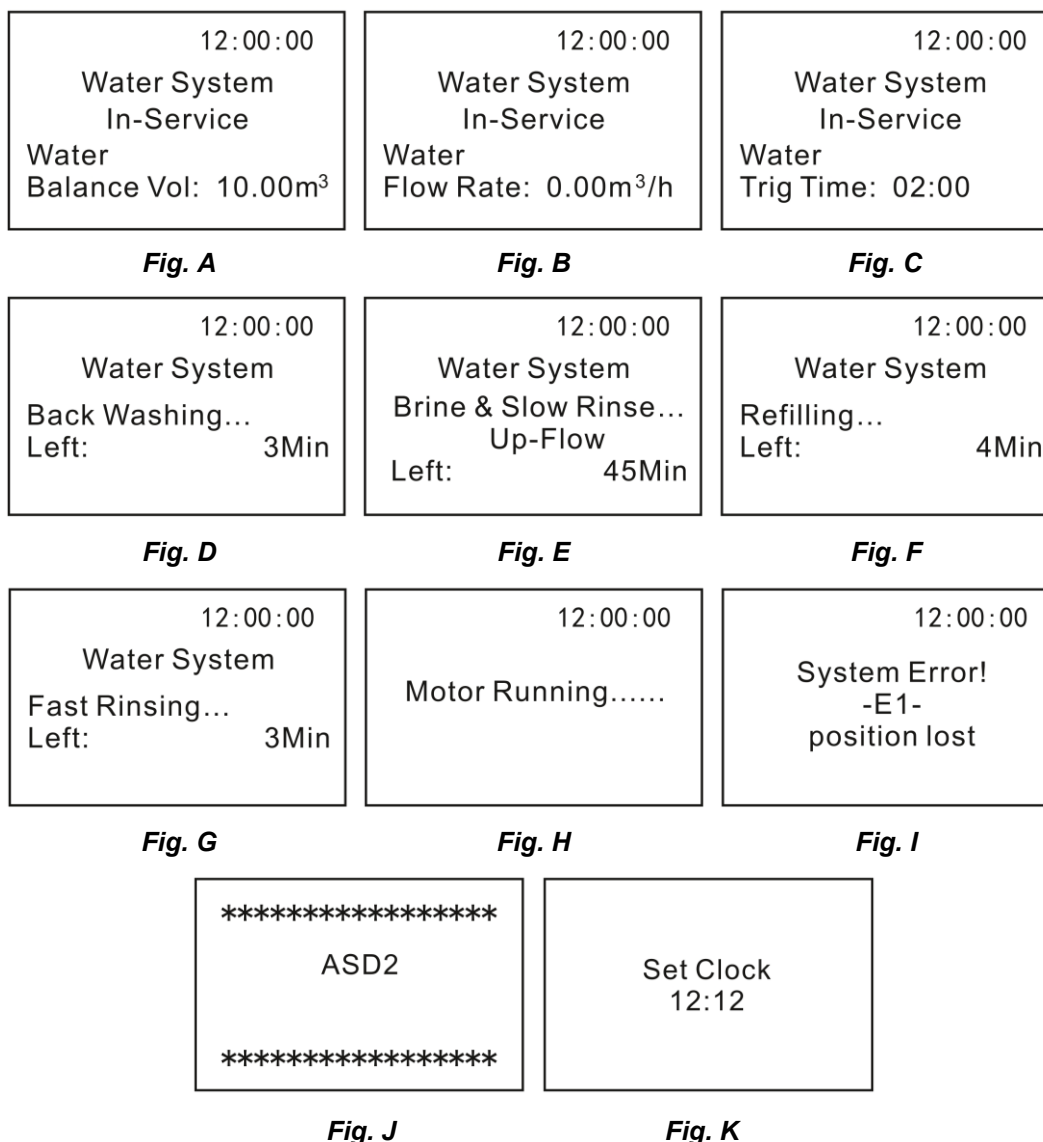 12:00:00 12:00:00 12:00:00
Water System Water System Water System
In-Service In-Service In-Service
Water Water Water
Balance Vol: 10.00m³ Flow Rate: 0.00m³/h Trig Time: 02:00
Fig. A Fig. B Fig. C
12:00:00 12:00:00 12:00:00
Water System Water System Water System
Back Washing... Brine & Slow Rinse... Refilling...
Up-Flow
Left: 3Min Left: 45Min Left: 4Min
Fig. D Fig. E Fig. F
12:00:00 12:00:00 12:00:00
Water System Motor Running...... System Error!
-E1-
Fast Rinsing... position lost
Left: 3Min
Fig. G Fig. H Fig. I
*****************
ASD2 Set Clock
12:12
*****************
Fig. J Fig. K